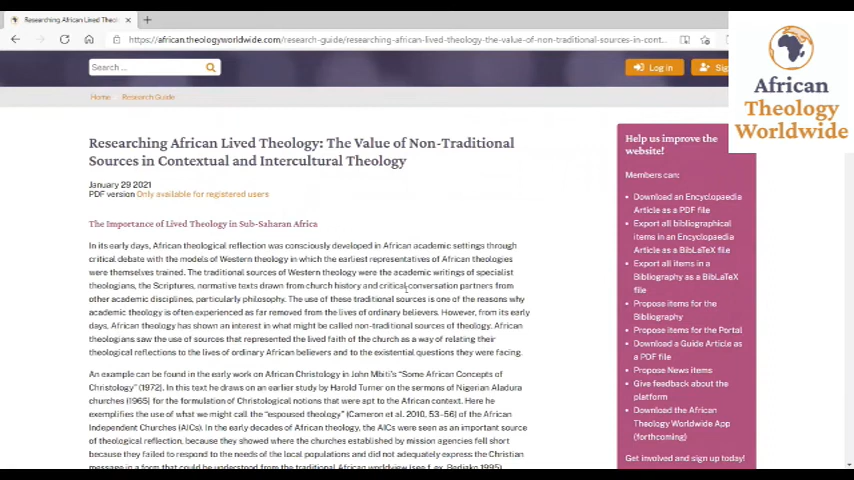 Researching African Lived Theol
https://african.theologyworldwide.com/research-guide/researching-african-lived-theology-the-value-of-non-traditional-sources-in-cont...
Search ...
Log in
Sig
African
Theology
Worldwide
Home Research Guide
Researching African Lived Theology: The Value of Non-Traditional
Sources in Contextual and Intercultural Theology
January 29 2021
PDF version Only available for registered users
The Importance of Lived Theology in Sub-Saharan Africa
In its early days, African theological reflection was consciously developed in African academic settings through
critical debate with the models of Western theology in which the earliest representatives of African theologies
were themselves trained. The traditional sources of Western theology were the academic writings of specialist
theologians, the Scriptures, normative texts drawn from church history and critical conversation partners from
other academic disciplines, particularly philosophy. The use of these traditional sources is one of the reasons why
academic theology is often experienced as far removed from the lives of ordinary believers. However, from its early
days, African theology has shown an interest in what might be called non-traditional sources of theology. African
theologians saw the use of sources that represented the lived faith of the church as a way of relating their
theological reflections to the lives of ordinary African believers and to the existential questions they were facing.
An example can be found in the early work on African Christology in John Mbiti's "Some African Concepts of
Christology" (1972). In this text he draws on an earlier study by Harold Turner on the sermons of Nigerian Aladura
churches (1965) for the formulation of Christological notions that were apt to the African context. Here he
exemplifies the use of what we might call the "espoused theology" (Cameron et al. 2010, 53–56) of the African
Independent Churches (AICs). In the early decades of African theology, the AICs were seen as an important source
of theological reflection, because they showed where the churches established by mission agencies fell short
because they failed to respond to the needs of the local populations and did not adequately express the Christian
message in a form that could be understood from the traditional African worldview (see f. ex. Bediako 1995).
Help us improve the
website!
Members can:
Download an Encyclopaedia
Article as a PDF file
Export all bibliographical
items in an Encyclopaedia
Article as a BibLaTeX file
Export all items in a
Bibliography as a BibLaTeX
file
Propose items for the
Bibliography
Propose items for the Portal
Download a Guide Article as
a PDF file
Propose News items
Give feedback about the
platform
Download the African
Theology Worldwide App
(forthcoming)
Get involved and sign up today!